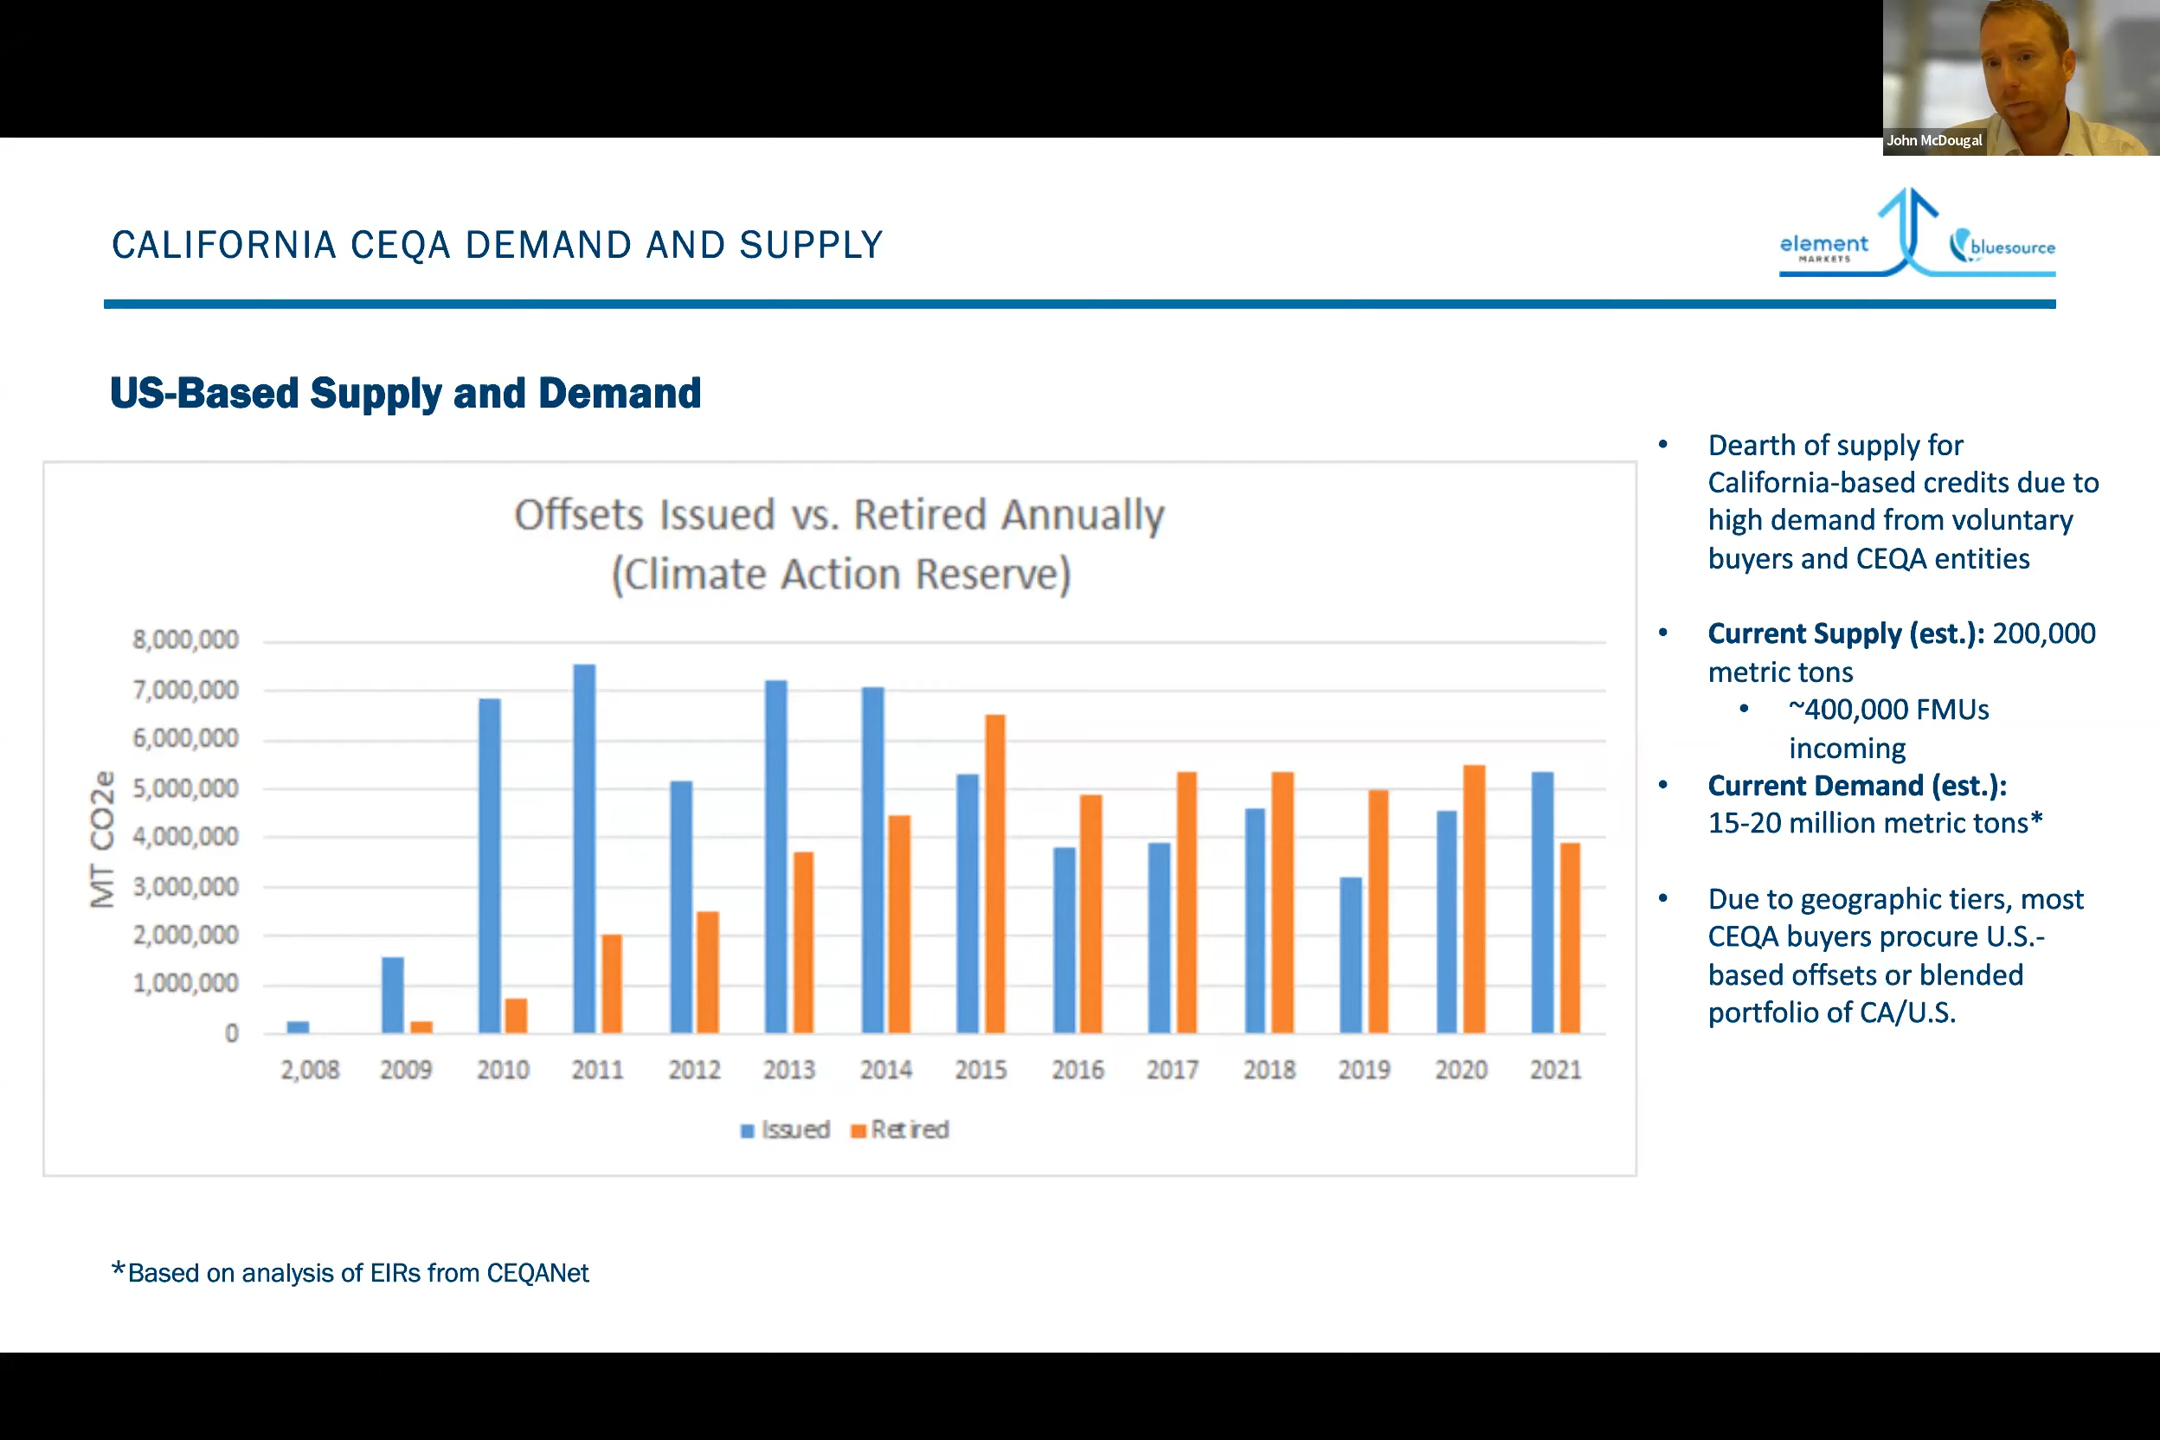 John McDougal
CALIFORNIA CEQA DEMAND AND SUPPLY
element
MARKETS
bluesource
US-Based Supply and Demand
Offsets Issued vs. Retired Annually
(Climate Action Reserve)
MT CO2e
8,000,000
7,000,000
6,000,000
5,000,000
4,000,000
3,000,000
2,000,000
1,000,000
0
2,008 2009 2010 2011 2012 2013 2014 2015 2016 2017 2018 2019 2020 2021
Issued Retired
• Dearth of supply for
California-based credits due to
high demand from voluntary
buyers and CEQA entities
• Current Supply (est.): 200,000
metric tons
• ~400,000 FMUs
incoming
• Current Demand (est.):
15-20 million metric tons*
• Due to geographic tiers, most
CEQA buyers procure U.S.-
based offsets or blended
portfolio of CA/U.S.
*Based on analysis of EIRs from CEQANet